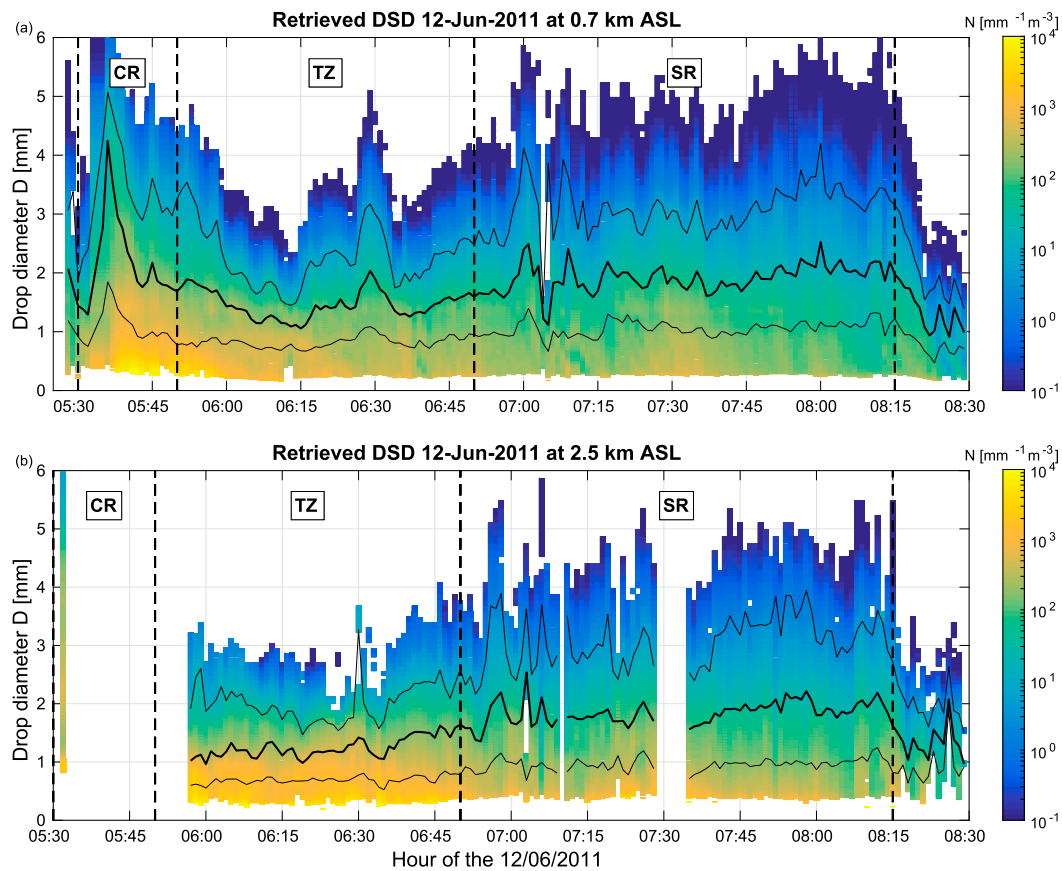 (a)
Retrieved DSD 12-Jun-2011 at 0.7 km ASL
N [mm⁻¹m⁻³]
Drop diameter D [mm]
6
5
4
3
2
1
0
CR
TZ
SR
10⁴
10³
10²
10¹
10⁰
10⁻¹
05:30 05:45 06:00 06:15 06:30 06:45 07:00 07:15 07:30 07:45 08:00 08:15 08:30
(b)
Retrieved DSD 12-Jun-2011 at 2.5 km ASL
N [mm⁻¹m⁻³]
Drop diameter D [mm]
6
5
4
3
2
1
0
CR
TZ
SR
10⁴
10³
10²
10¹
10⁰
10⁻¹
05:30 05:45 06:00 06:15 06:30 06:45 07:00 07:15 07:30 07:45 08:00 08:15 08:30
Hour of the 12/06/2011